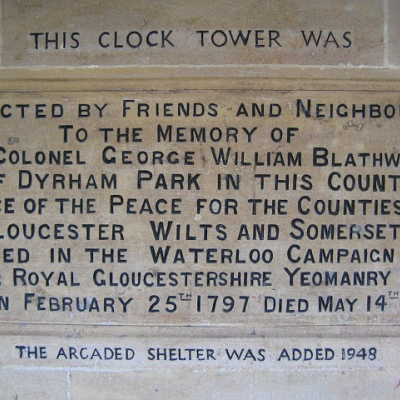 THIS CLOCK TOWER WAS
CTED BY FRIENDS AND NEIGHBOU
TO THE MEMORY OF
COLONEL GEORGE WILLIAM BLATHW
F DYRHAM PARK IN THIS COUNT
CE OF THE PEACE FOR THE COUNTIES
LOUCESTER WILTS AND SOMERSET
ED IN THE WATERLOO CAMPAIGN
ROYAL GLOUCESTERSHIRE YEOMANRY
N FEBRUARY 25TH 1797 DIED MAY 14TH
THE ARCADED SHELTER WAS ADDED 1948